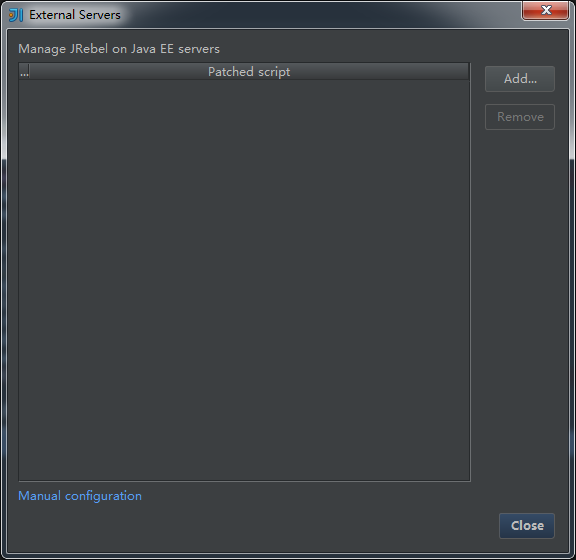 External Servers
Manage JRebel on Java EE servers
... Patched script
Add...
Remove
Manual configuration
Close